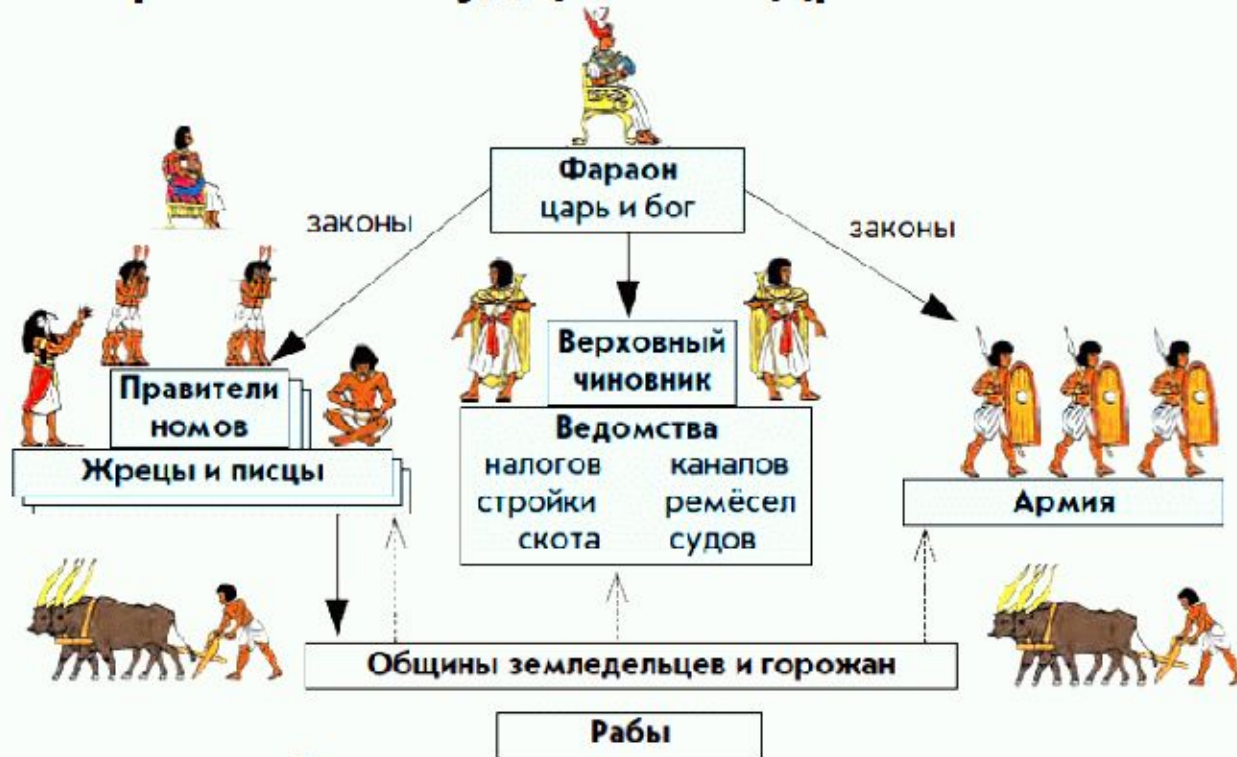 Фараон
царь и бог
законы
законы
Верховный
чиновник
Правители
номов
Жрецы и писцы
Ведомства
налогов каналов
стройки ремёсел
скота судов
Армия
Общины земледельцев и горожан
Рабы